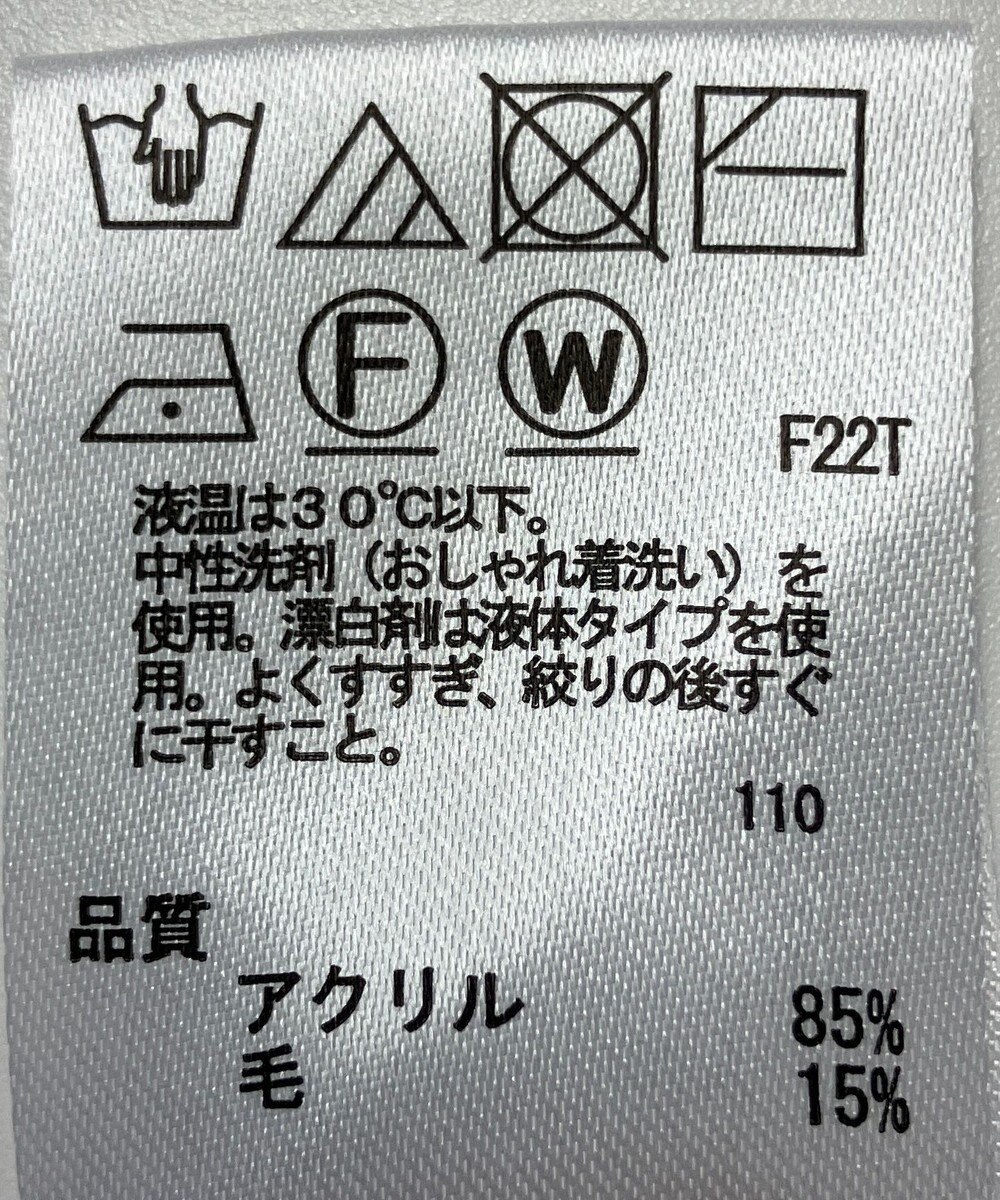 F
W
F22T
液温は30℃以下。
中性洗剤（おしゃれ着洗い）を
使用。漂白剤は液体タイプを使
用。よくすすぎ、絞りの後すぐ
に干すこと。
110
品質
アクリル 85%
毛 15%